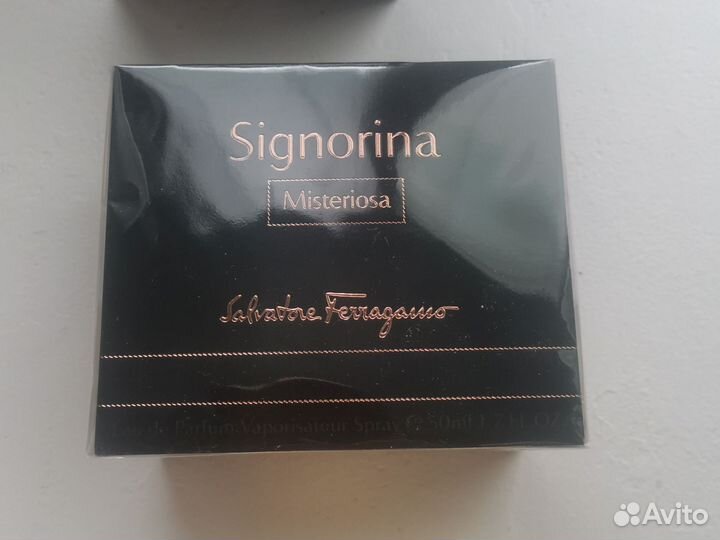 Signorina
Misteriosa
Salvatore Ferragamo
Eau de Parfum Vaporisateur Spray ℮ 50ml 1.7 FL.OZ.
Avito